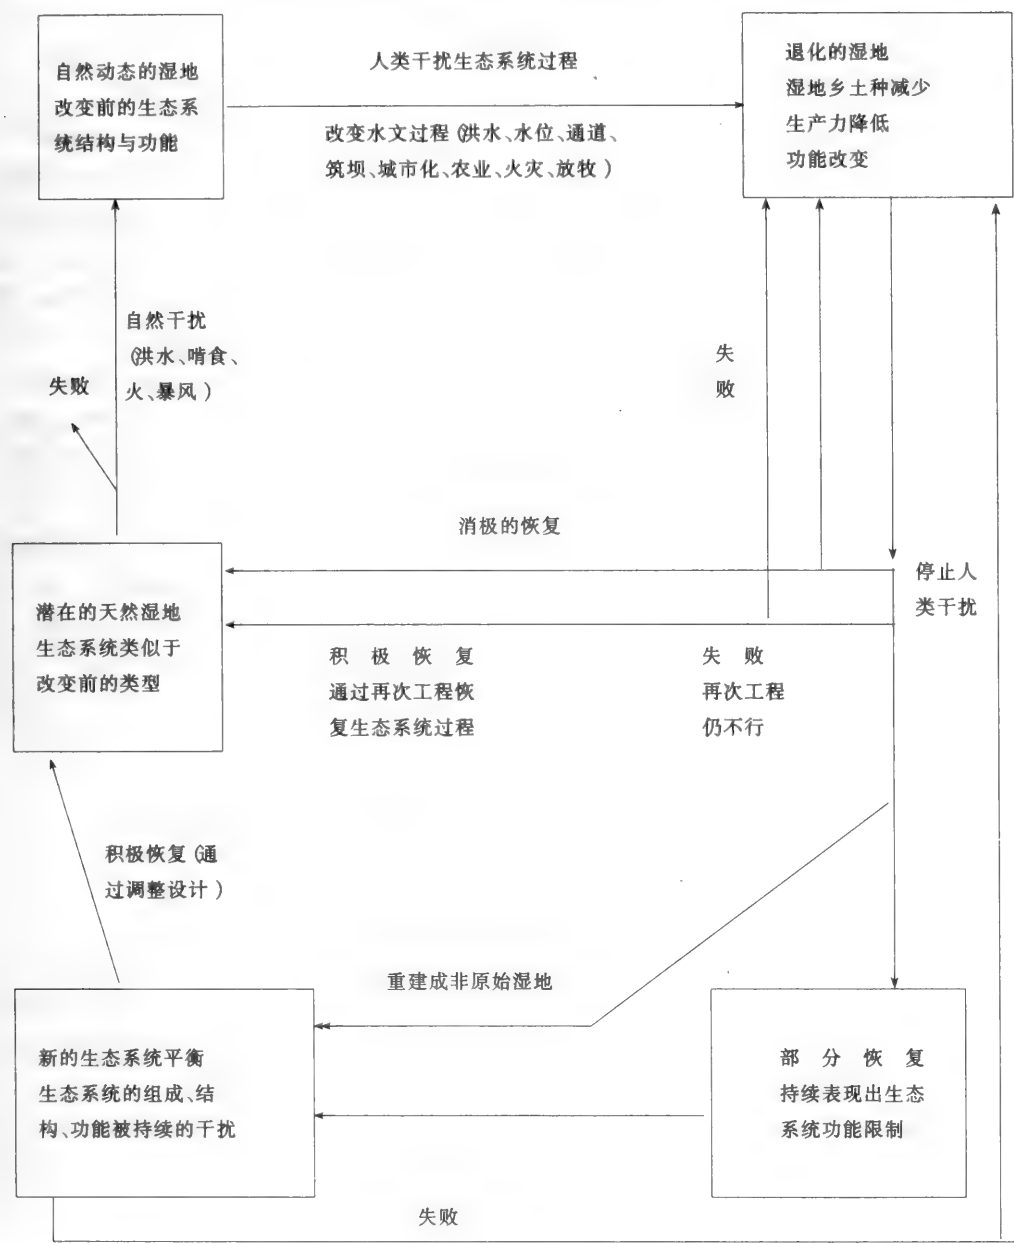 自然动态的湿地
改变前的生态系
统结构与功能
人类干扰生态系统过程
改变水文过程(洪水、水位、通道、
筑坝、城市化、农业、火灾、放牧)
退化的湿地
湿地乡土种减少
生产力降低
功能改变
自然干扰
(洪水、啃食、
火、暴风)
失败
失
败
消极的恢复
停止人
类干扰
潜在的天然湿地
生态系统类似于
改变前的类型
积极恢复
通过再次工程恢
复生态系统过程
失败
再次工程
仍不行
积极恢复(通
过调整设计)
重建成非原始湿地
新的生态系统平衡
生态系统的组成、结
构、功能被持续的干扰
部分恢复
持续表现出生态
系统功能限制
失败